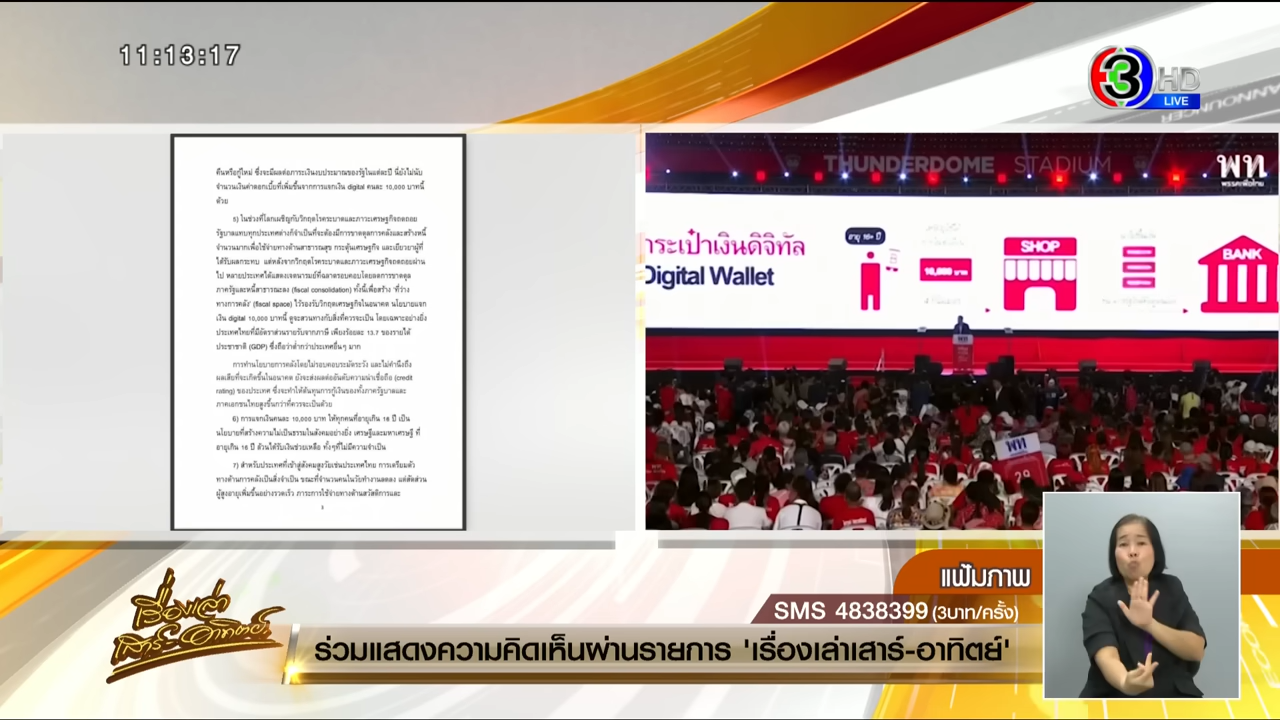 11:13:17
3 HD
LIVE
ANNOUNCER
คืนหรือกู้ใหม่ ซึ่งจะมีผลต่อภาระเงินงบประมาณของรัฐในแต่ละปี นี่ยังไม่นับ
จำนวนเงินค่าดอกเบี้ยที่เพิ่มขึ้นจากการแจกเงิน digital คนละ 10,000 บาทนี้
ด้วย
5) ในช่วงที่โลกเผชิญกับวิกฤตโรคระบาดและภาวะเศรษฐกิจถดถอย
รัฐบาลแทบทุกประเทศต่างก็จำเป็นที่จะต้องมีการขาดดุลการคลังและสร้างหนี้
จำนวนมากเพื่อใช้จ่ายทางด้านสาธารณสุข กระตุ้นเศรษฐกิจ และเยียวยาผู้ที่
ได้รับผลกระทบ แต่หลังจากวิกฤตโรคระบาดและภาวะเศรษฐกิจถดถอยผ่าน
ไป หลายประเทศได้แสดงเจตนารมย์ที่ฉลาดรอบคอบโดยลดการขาดดุล
ภาครัฐและหนี้สาธารณะลง (fiscal consolidation) ทั้งนี้เพื่อสร้าง 'ที่ว่าง
ทางการคลัง' (fiscal space) ไว้รองรับวิกฤตเศรษฐกิจในอนาคต นโยบายแจก
เงิน digital 10,000 บาทนี้ ดูจะสวนทางกับสิ่งที่ควรจะเป็น โดยเฉพาะอย่างยิ่ง
ประเทศไทยที่มีอัตราส่วนรายรับจากภาษี เพียงร้อยละ 13.7 ของรายได้
ประชาชาติ (GDP) ซึ่งถือว่าต่ำกว่าประเทศอื่นๆ มาก
การทำนโยบายการคลังโดยไม่รอบคอบระมัดระวัง และไม่คำนึงถึง
ผลเสียที่จะเกิดขึ้นในอนาคต ยังจะส่งผลต่ออันดับความน่าเชื่อถือ (credit
rating) ของประเทศ ซึ่งจะทำให้ต้นทุนการกู้เงินของทั้งภาครัฐบาลและ
ภาคเอกชนไทยสูงขึ้นกว่าที่ควรจะเป็นด้วย
6) การแจกเงินคนละ 10,000 บาท ให้ทุกคนที่อายุเกิน 16 ปี เป็น
นโยบายที่สร้างความไม่เป็นธรรมในสังคมอย่างยิ่ง เศรษฐีและมหาเศรษฐี ที่
อายุเกิน 16 ปี ล้วนได้รับเงินช่วยเหลือ ทั้งๆที่ไม่มีความจำเป็น
7) สำหรับประเทศที่เข้าสู่สังคมสูงวัยเช่นประเทศไทย การเตรียมตัว
ทางด้านการคลังเป็นสิ่งจำเป็น ขณะที่จำนวนคนในวัยทำงานลดลง แต่สัดส่วน
ผู้สูงอายุเพิ่มขึ้นอย่างรวดเร็ว ภาระการใช้จ่ายทางด้านสวัสดิการและ
3
THUNDERDOME STADIUM
พท
พรรคเพื่อไทย
กระเป๋าเงินดิจิทัล
Digital Wallet
อายุ 16+ ปี
10,000 บาท
SHOP
BANK
พท
29
แฟ้มภาพ
SMS 4838399 (3บาท/ครั้ง)
เรื่องเล่า
เสาร์-อาทิตย์
ร่วมแสดงความคิดเห็นผ่านรายการ 'เรื่องเล่าเสาร์-อาทิตย์'